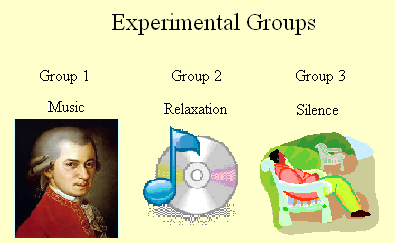 Experimental Groups
Group 1 Group 2 Group 3
Music Relaxation Silence